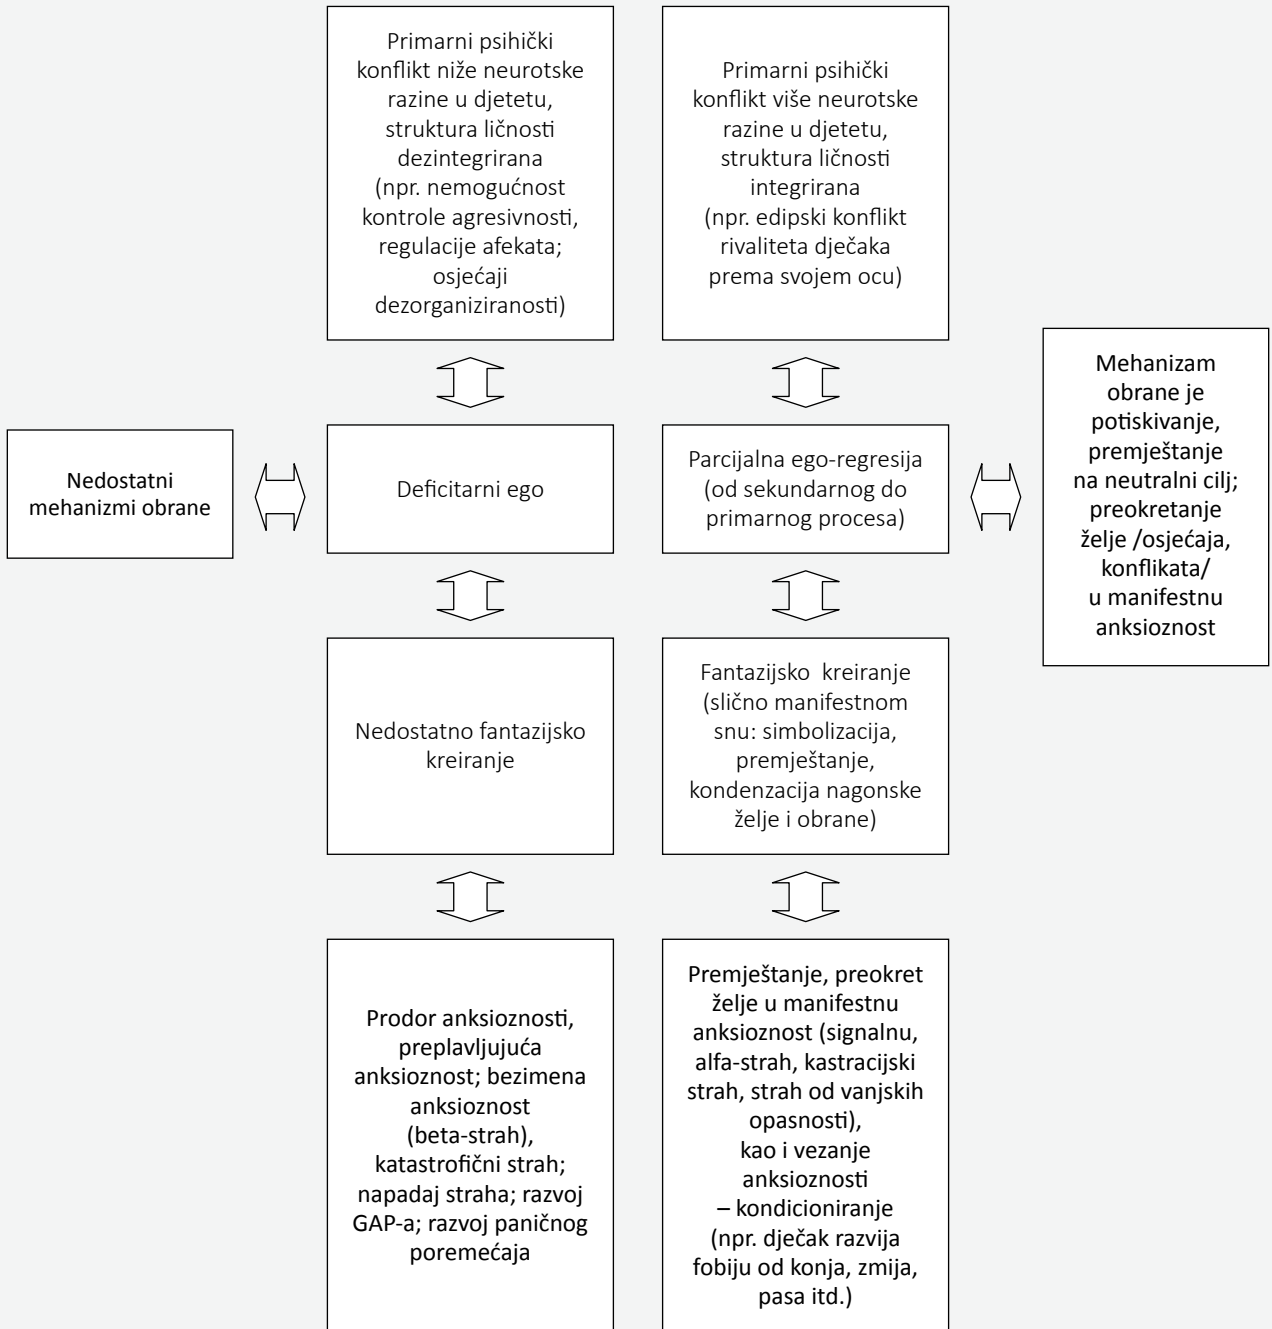 Primarni psihički
konflikt niže neurotske
razine u djetetu,
struktura ličnosti
dezintegrirana
(npr. nemogućnost
kontrole agresivnosti,
regulacije afekata;
osjećaji
dezorganiziranosti)
Primarni psihički
konflikt više neurotske
razine u djetetu,
struktura ličnosti
integrirana
(npr. edipski konflikt
rivaliteta dječaka
prema svojem ocu)
Nedostatni
mehanizmi obrane
Deficitarni ego
Parcijalna ego-regresija
(od sekundarnog do
primarnog procesa)
Mehanizam
obrane je
potiskivanje,
premještanje
na neutralni cilj;
preokretanje
želje /osjećaja,
konflikata/
u manifestnu
anksioznost
Nedostatno fantazijsko
kreiranje
Fantazijsko kreiranje
(slično manifestnom
snu: simbolizacija,
premještanje,
kondenzacija nagonske
želje i obrane)
Prodor anksioznosti,
preplavljujuća
anksioznost; bezimena
anksioznost
(beta-strah),
katastrofični strah;
napadaj straha; razvoj
GAP-a; razvoj paničnog
poremećaja
Premještanje, preokret
želje u manifestnu
anksioznost (signalnu,
alfa-strah, kastracijski
strah, strah od vanjskih
opasnosti),
kao i vezanje
anksioznosti
– kondicioniranje
(npr. dječak razvija
fobiju od konja, zmija,
pasa itd.)